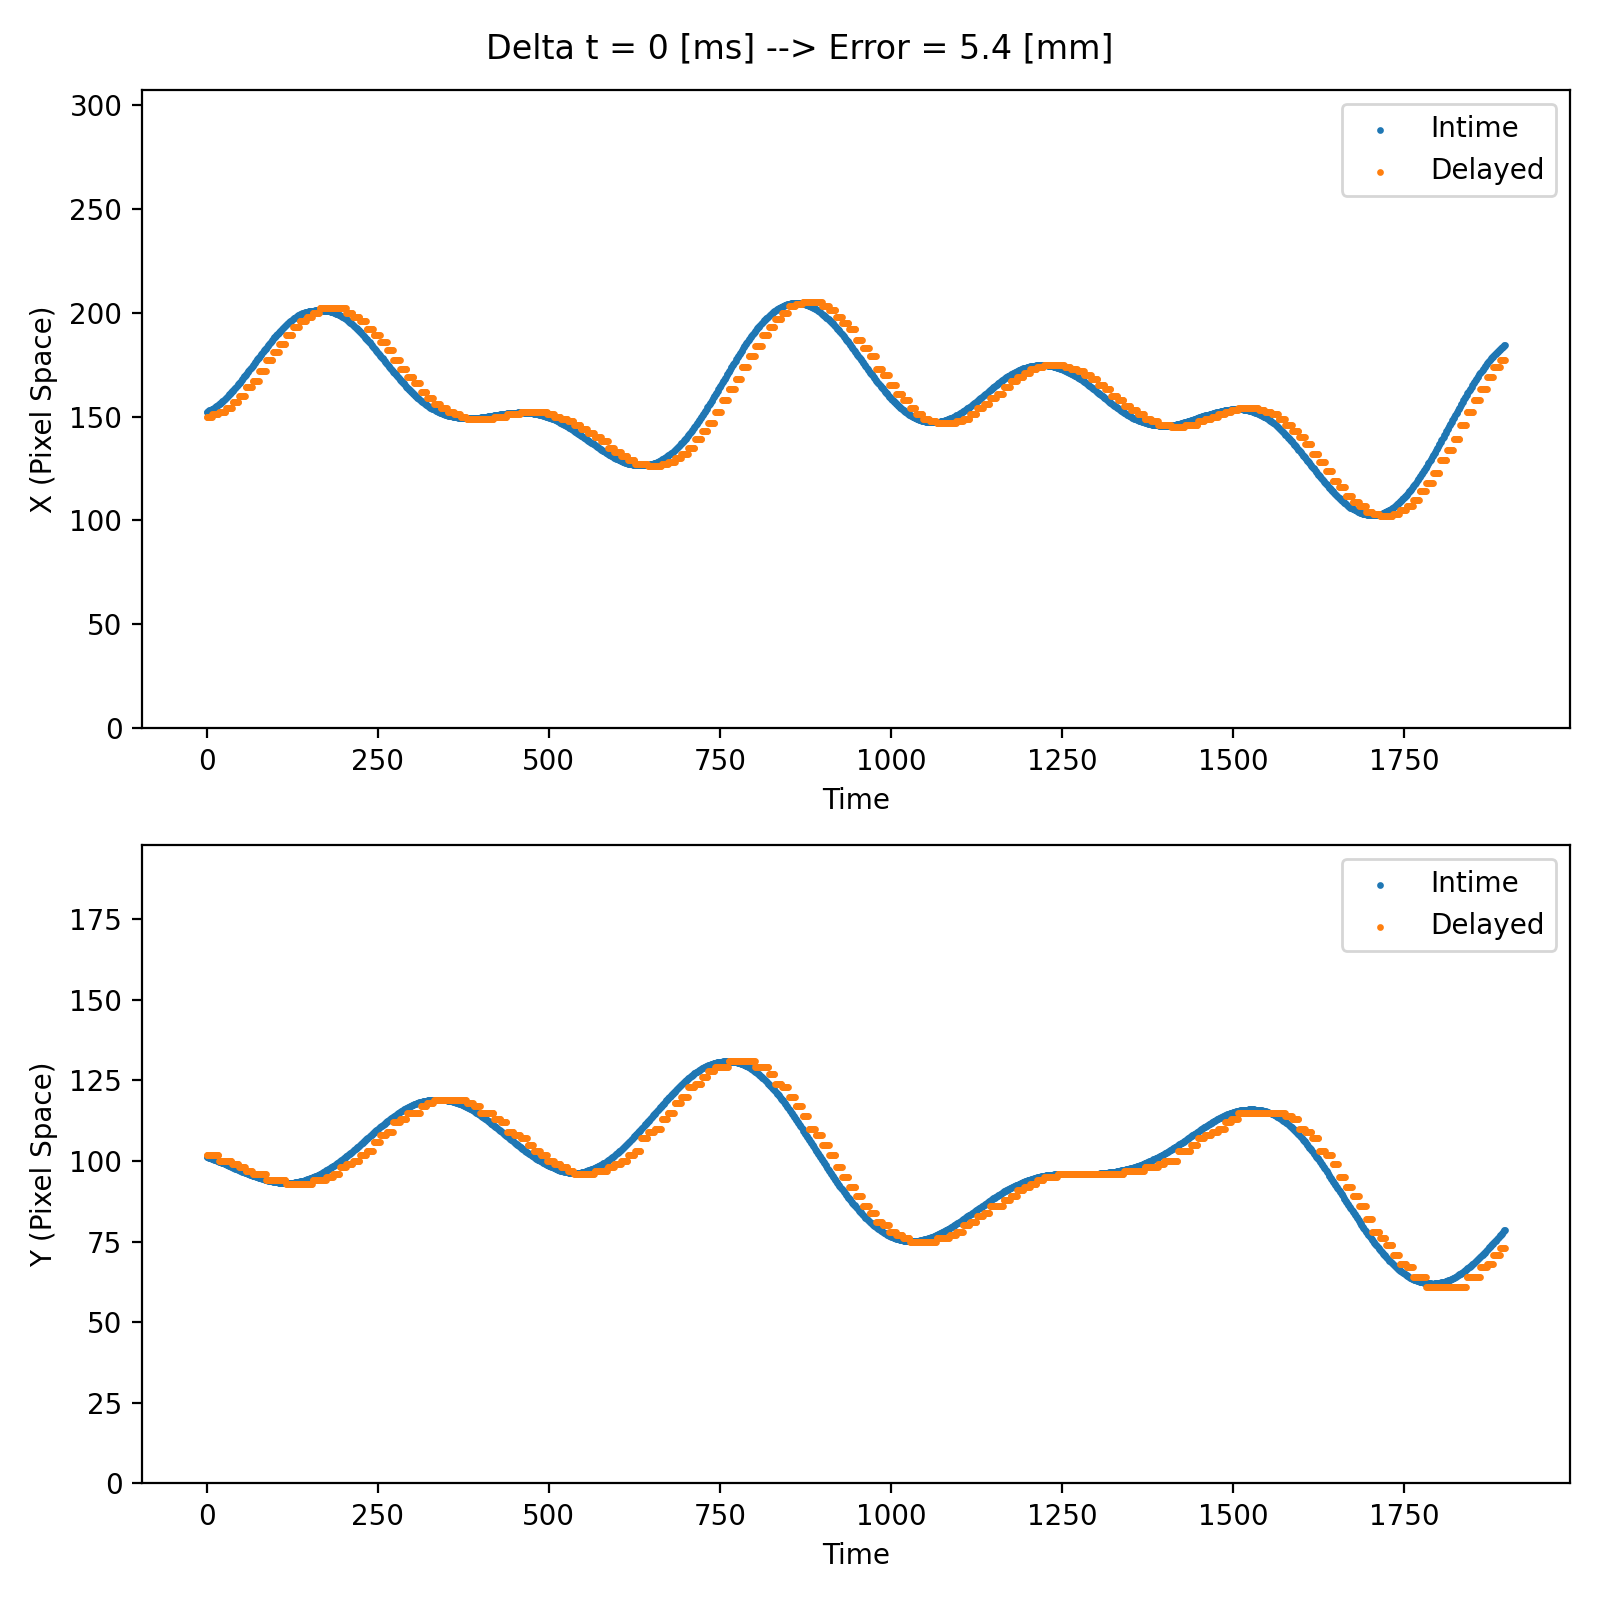 Delta t = 0 [ms] --> Error = 5.4 [mm]
300
250
200
150
100
50
0
X (Pixel Space)
Intime
Delayed
0 250 500 750 1000 1250 1500 1750
Time
175
150
125
100
75
50
25
0
Y (Pixel Space)
Intime
Delayed
0 250 500 750 1000 1250 1500 1750
Time